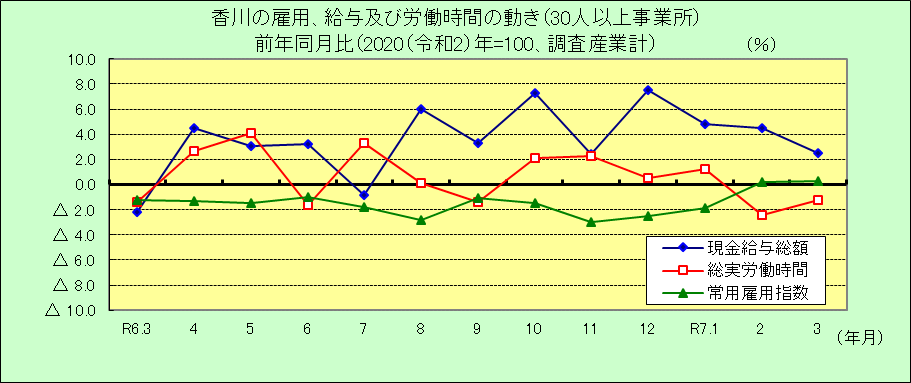 香川の雇用、給与及び労働時間の動き(30人以上事業所)
前年同月比(2020(令和2)年=100、調査産業計)
(%)
10.0
8.0
6.0
4.0
2.0
0.0
△ 2.0
△ 4.0
△ 6.0
△ 8.0
△ 10.0
現金給与総額
総実労働時間
常用雇用指数
R6.3 4 5 6 7 8 9 10 11 12 R7.1 2 3
(年月)